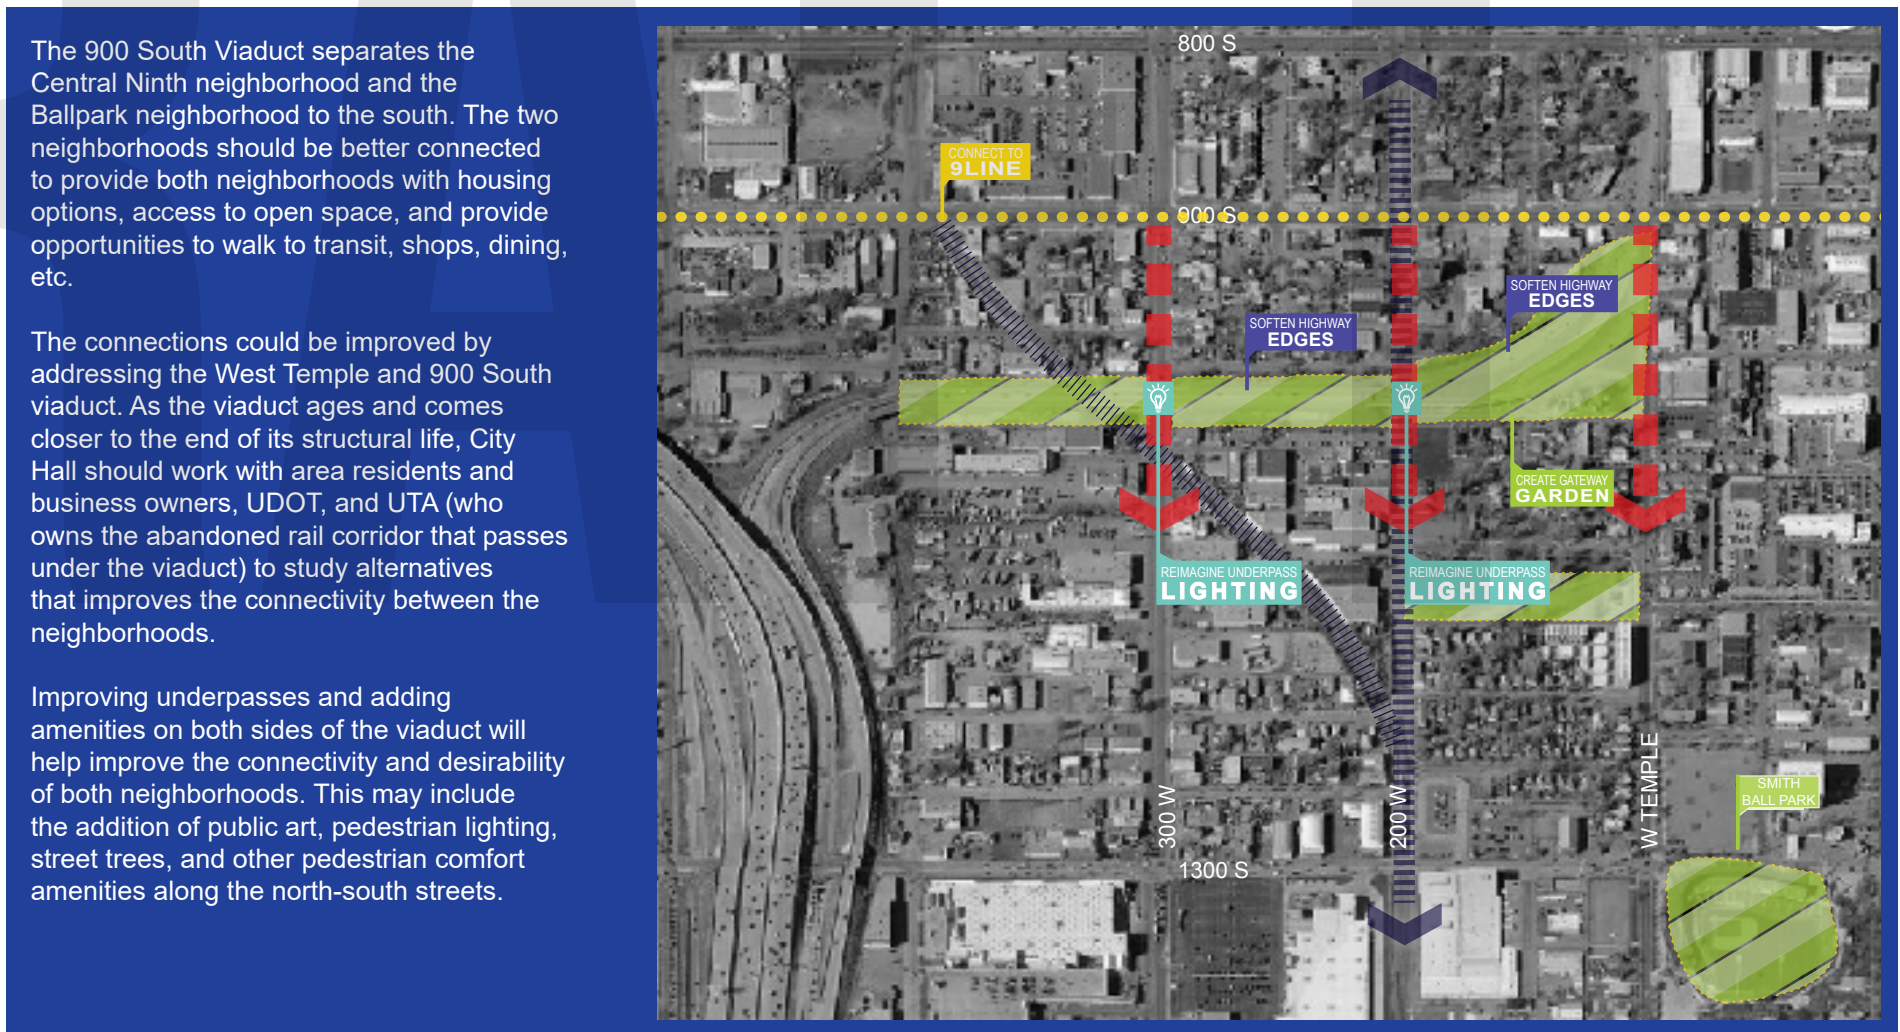 The 900 South Viaduct separates the
Central Ninth neighborhood and the
Ballpark neighborhood to the south. The two
neighborhoods should be better connected
to provide both neighborhoods with housing
options, access to open space, and provide
opportunities to walk to transit, shops, dining,
etc.
The connections could be improved by
addressing the West Temple and 900 South
viaduct. As the viaduct ages and comes
closer to the end of its structural life, City
Hall should work with area residents and
business owners, UDOT, and UTA (who
owns the abandoned rail corridor that passes
under the viaduct) to study alternatives
that improves the connectivity between the
neighborhoods.
Improving underpasses and adding
amenities on both sides of the viaduct will
help improve the connectivity and desirability
of both neighborhoods. This may include
the addition of public art, pedestrian lighting,
street trees, and other pedestrian comfort
amenities along the north-south streets.
800 S
CONNECT TO
9LINE
900 S
SOFTEN HIGHWAY
EDGES
SOFTEN HIGHWAY
EDGES
CREATE GATEWAY
GARDEN
REIMAGINE UNDERPASS
LIGHTING
REIMAGINE UNDERPASS
LIGHTING
300 W
200 W
W TEMPLE
SMITH
BALL PARK
1300 S